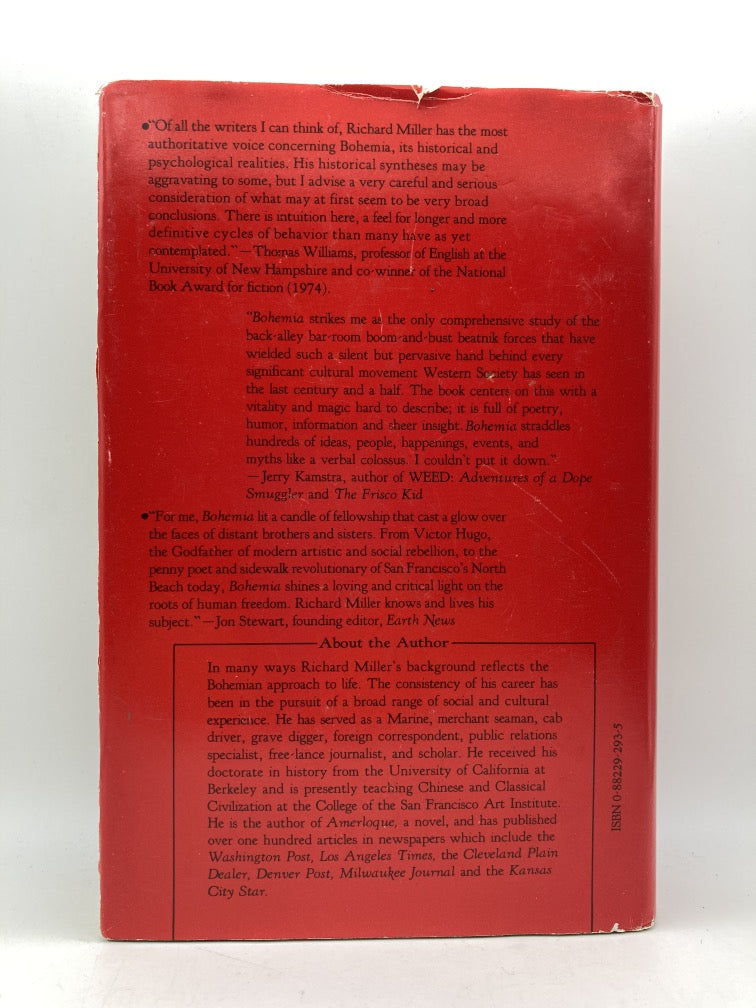 ●"Of all the writers I can think of, Richard Miller has the most
authoritative voice concerning Bohemia, its historical and
psychological realities. His historical syntheses may be
aggravating to some, but I advise a very careful and serious
consideration of what may at first seem to be very broad
conclusions. There is intuition here, a feel for longer and more
definitive cycles of behavior than many have as yet
contemplated."—Thomas Williams, professor of English at the
University of New Hampshire and co-winner of the National
Book Award for fiction (1974).
"Bohemia strikes me as the only comprehensive study of the
back-alley bar-room boom-and-bust beatnik forces that have
wielded such a silent but pervasive hand behind every
significant cultural movement Western Society has seen in
the last century and a half. The book centers on this with a
vitality and magic hard to describe; it is full of poetry,
humor, information and sheer insight. Bohemia straddles
hundreds of ideas, people, happenings, events, and
myths like a verbal colossus. I couldn't put it down."
—Jerry Kamstra, author of WEED: Adventures of a Dope
Smuggler and The Frisco Kid
●"For me, Bohemia lit a candle of fellowship that cast a glow over
the faces of distant brothers and sisters. From Victor Hugo,
the Godfather of modern artistic and social rebellion, to the
penny poet and sidewalk revolutionary of San Francisco's North
Beach today, Bohemia shines a loving and critical light on the
roots of human freedom. Richard Miller knows and lives his
subject."—Jon Stewart, founding editor, Earth News
About the Author
In many ways Richard Miller's background reflects the
Bohemian approach to life. The consistency of his career has
been in the pursuit of a broad range of social and cultural
experience. He has served as a Marine, merchant seaman, cab
driver, grave digger, foreign correspondent, public relations
specialist, free-lance journalist, and scholar. He received his
doctorate in history from the University of California at
Berkeley and is presently teaching Chinese and Classical
Civilization at the College of the San Francisco Art Institute.
He is the author of Amerloque, a novel, and has published
over one hundred articles in newspapers which include the
Washington Post, Los Angeles Times, the Cleveland Plain
Dealer, Denver Post, Milwaukee Journal and the Kansas
City Star.
ISBN 0-88229-293-5